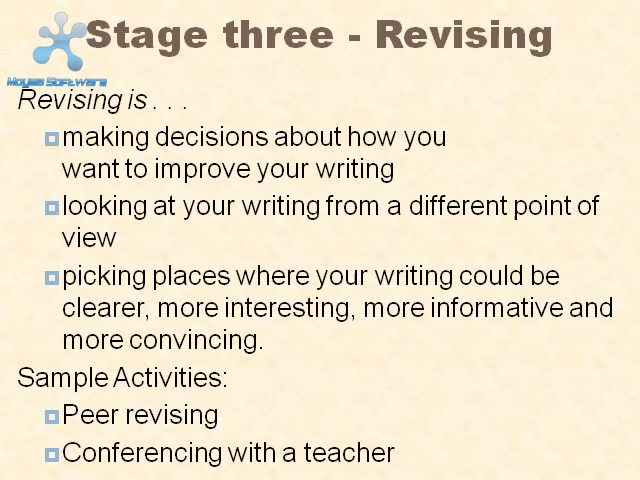 Stage three - Revising
Moyea Software
Revising is . . .
making decisions about how you
want to improve your writing
looking at your writing from a different point of
view
picking places where your writing could be
clearer, more interesting, more informative and
more convincing.
Sample Activities:
Peer revising
Conferencing with a teacher